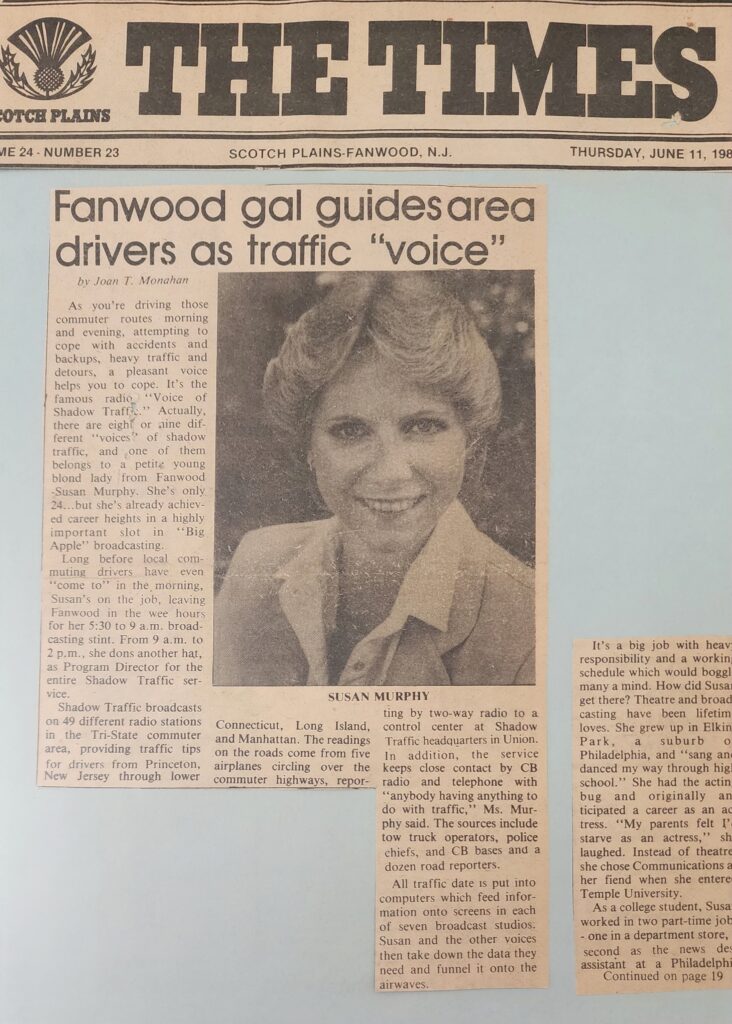 THE TIMES
SCOTCH PLAINS
24 - NUMBER 23
SCOTCH PLAINS-FANWOOD, N.J.
THURSDAY, JUNE 11,
Fanwood gal guides area
drivers as traffic “voice”
by Joan T. Monahan
As you’re driving those
commuter routes morning
and evening, attempting to
cope with accidents and
backups, heavy traffic and
detours, a pleasant voice
helps you to cope. It’s the
famous radio “Voice of
Shadow Traffic.” Actually,
there are eight or nine dif-
ferent “voices” of shadow
traffic, and one of them
belongs to a petite young
blond lady from Fanwood
-Susan Murphy. She’s only
24...but she’s already achiev-
ed career heights in a highly
important slot in “Big
Apple” broadcasting.
Long before local com-
muting drivers have even
“come to” in the morning,
Susan’s on the job, leaving
Fanwood in the wee hours
for her 5:30 to 9 a.m. broad-
casting stint. From 9 a.m. to
2 p.m., she dons another hat,
as Program Director for the
entire Shadow Traffic ser-
vice.
Shadow Traffic broadcasts
on 49 different radio stations
in the Tri-State commuter
area, providing traffic tips
for drivers from Princeton,
New Jersey through lower
SUSAN MURPHY
Connecticut, Long Island,
and Manhattan. The readings
on the roads come from five
airplanes circling over the
commuter highways, repor-
ting by two-way radio to a
control center at Shadow
Traffic headquarters in Union.
In addition, the service
keeps close contact by CB
radio and telephone with
“anybody having anything to
do with traffic,” Ms. Mur-
phy said. The sources include
tow truck operators, police
chiefs, and CB bases and a
dozen road reporters.
All traffic date is put into
computers which feed infor-
mation onto screens in each
of seven broadcast studios.
Susan and the other voices
then take down the data they
need and funnel it onto the
airwaves.
It’s a big job with heav
responsibility and a workin
schedule which would boggl
many a mind. How did Susa
get there? Theatre and broad
casting have been lifetim
loves. She grew up in Elkin
Park, a suburb o
Philadelphia, and “sang an
danced my way through hig
school.” She had the actin
bug and originally an
ticipated a career as an ac
tress. “My parents felt I’
starve as an actress,” sh
laughed. Instead of theatre
she chose Communications a
her fiend when she entere
Temple University.
As a college student, Susa
worked in two part-time job
- one in a department store,
second as the news des
assistant at a Philadelphi
Continued on page 19